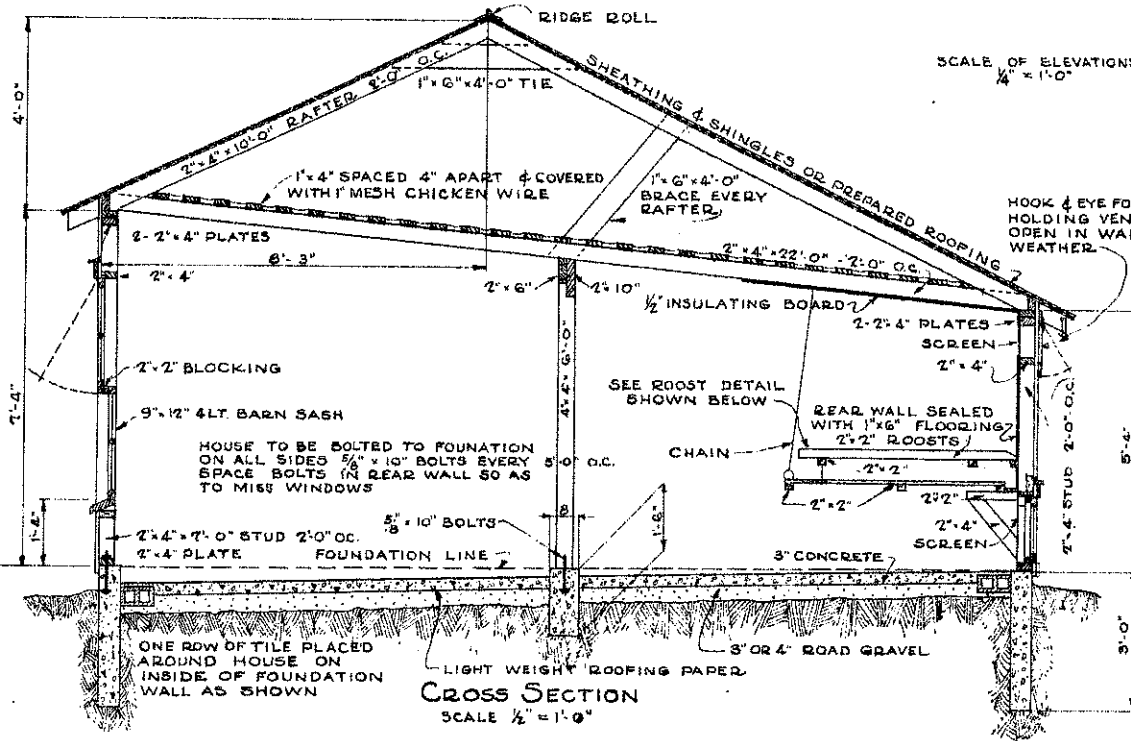 RIDGE ROLL
SCALE OF ELEVATIONS
¼" = 1'-0"
4'-0"
2"x 4"x 10'-0" RAFTER 2'-0" O.C.
1"x 6"x 4'-0" TIE
SHEATHING & SHINGLES OR PREPARED ROOFING
1"x 4" SPACED 4" APART & COVERED
WITH 1" MESH CHICKEN WIRE
1"x 6"x 4'-0"
BRACE EVERY
RAFTER
HOOK & EYE FO
HOLDING VEN
OPEN IN WAR
WEATHER
2-2"x 4" PLATES
8'-3"
2"x 4"
2"x 6"
2"x 10"
2"x 4"x 22'-0" - 2'-0" O.C.
½" INSULATING BOARD
2-2"x 4" PLATES
SCREEN
2"x 4"
7'-4"
2"x 2" BLOCKING
9"x 12" 4 LT. BARN SASH
4"x 4"x 6'-0"
SEE ROOST DETAIL
SHOWN BELOW
REAR WALL SEALED
WITH 1"x 6" FLOORING
2"x 2" ROOSTS
2"x 4" STUD 2'-0" O.C.
5'-4"
HOUSE TO BE BOLTED TO FOUNATION
ON ALL SIDES ⅝" x 10" BOLTS EVERY
SPACE BOLTS IN REAR WALL SO AS
TO MISS WINDOWS
5'-0" O.C.
CHAIN
2"x 2"
2"x 2"
2"x 2"
2"x 4"
SCREEN
8
1'-6"
⅝" x 10" BOLTS
2"x 4"x 7'-0" STUD 2'-0" OC.
2"x 4" PLATE
FOUNDATION LINE
3" CONCRETE
3'-0"
ONE ROW OF TILE PLACED
AROUND HOUSE ON
INSIDE OF FOUNDATION
WALL AS SHOWN
LIGHT WEIGHT ROOFING PAPER
3" OR 4" ROAD GRAVEL
CROSS SECTION
SCALE ½" = 1'-0"